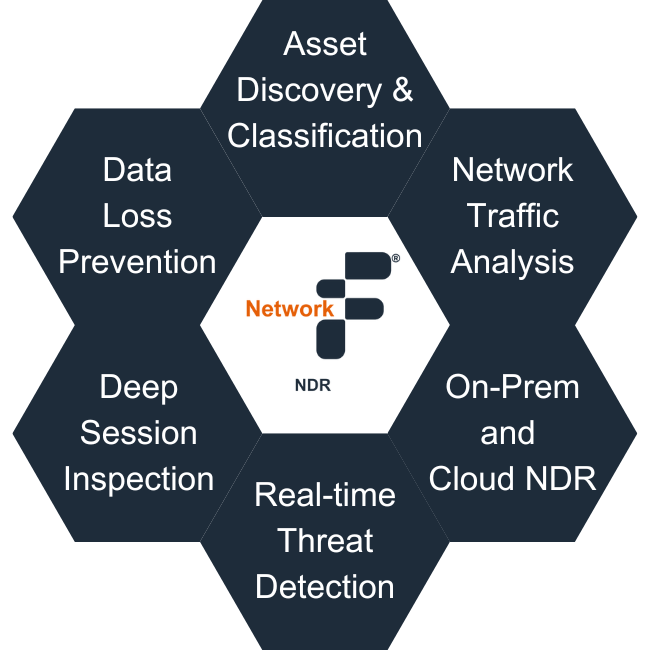 Asset
Discovery &
Classification
Network
Traffic
Analysis
On-Prem
and
Cloud NDR
Real-time
Threat
Detection
Deep
Session
Inspection
Data
Loss
Prevention
®
Network
NDR